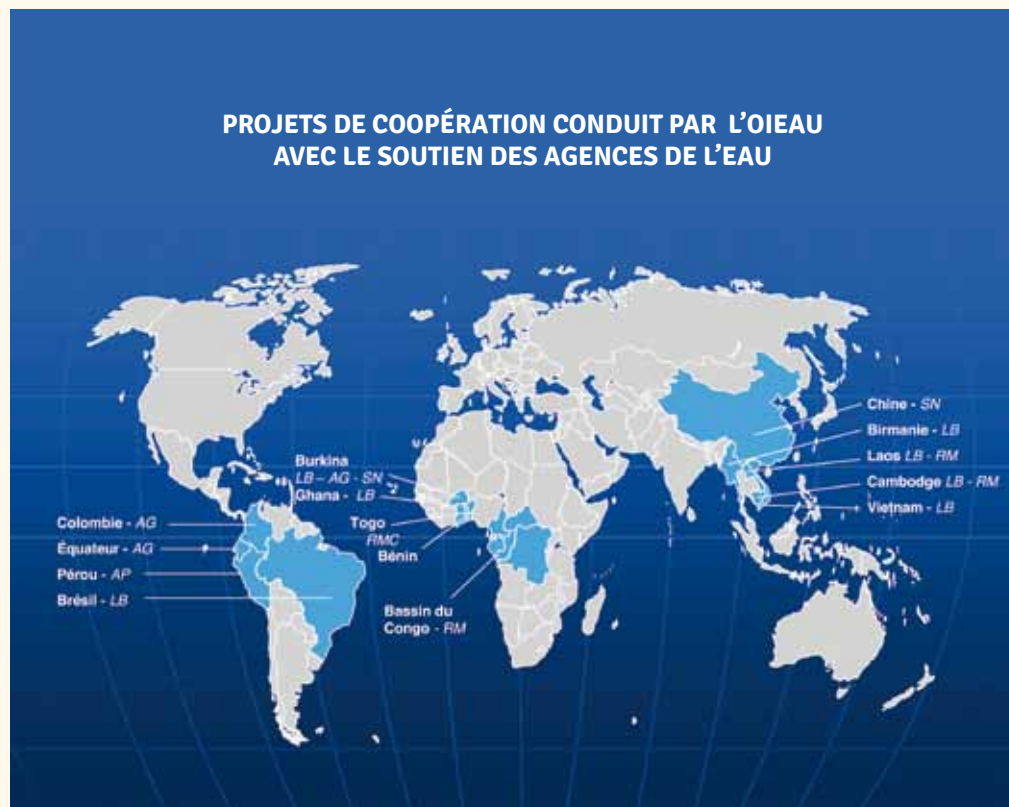 PROJETS DE COOPÉRATION CONDUIT PAR L'OIEAU
AVEC LE SOUTIEN DES AGENCES DE L'EAU
Chine - SN
Birmanie - LB
Laos LB - RM
Cambodge LB - RM
Vietnam - LB
Burkina
LB – AG - SN
Ghana - LB
Togo
RMC
Bénin
Colombie - AG
Équateur - AG
Pérou - AP
Brésil - LB
Bassin du
Congo - RM